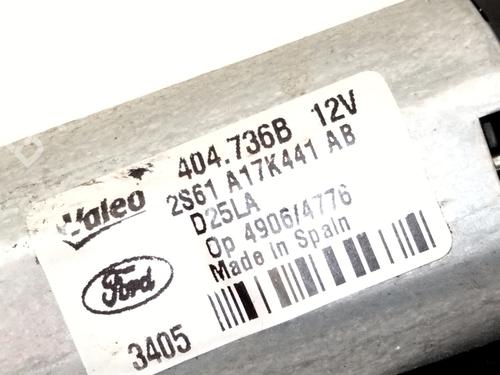 Valeo
404.736B 12V
2S61 A17K441 AB
D25LA
Op 4906/4776
Made in Spain
Ford
3405